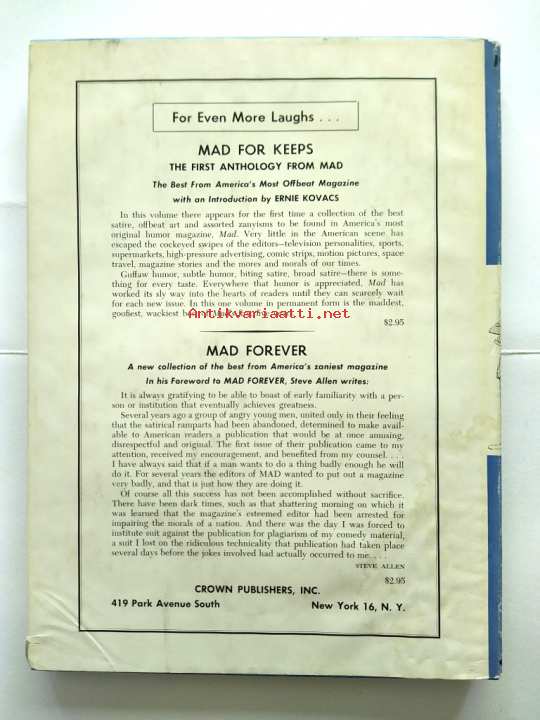 For Even More Laughs . . .
MAD FOR KEEPS
THE FIRST ANTHOLOGY FROM MAD
The Best From America's Most Offbeat Magazine
with an Introduction by ERNIE KOVACS
In this volume there appears for the first time a collection of the best
satire, offbeat art and assorted zanyisms to be found in America's most
original humor magazine, Mad. Very little in the American scene has
escaped the cockeyed swipes of the editors—television personalities, sports,
supermarkets, high-pressure advertising, comic strips, motion pictures, space
travel, magazine stories and the mores and morals of our times.
Guffaw humor, subtle humor, biting satire, broad satire—there is some-
thing for every taste. Everywhere that humor is appreciated, Mad has
worked its sly way into the hearts of readers until they can scarcely wait
for each new issue. In this one volume in permanent form is the maddest,
goofiest, wackiest
Antikvariaatti.net
$2.95
MAD FOREVER
A new collection of the best from America's zaniest magazine
In his Foreword to MAD FOREVER, Steve Allen writes:
It is always gratifying to be able to boast of early familiarity with a per-
son or institution that eventually achieves greatness.
Several years ago a group of angry young men, united only in their feeling
that the satirical ramparts had been abandoned, determined to make avail-
able to American readers a publication that would be at once amusing,
disrespectful and original. The first issue of their publication came to my
attention, received my encouragement, and benefited from my counsel. . . .
I have always said that if a man wants to do a thing badly enough he will
do it. For several years the editors of MAD wanted to put out a magazine
very badly, and that is just how they are doing it.
Of course all this success has not been accomplished without sacrifice.
There have been dark times, such as that shattering morning on which it
was learned that the magazine's esteemed editor had been arrested for
impairing the morals of a nation. And there was the day I was forced to
institute suit against the publication for plagiarism of my comedy material,
a suit I lost on the ridiculous technicality that publication had taken place
several days before the jokes involved had actually occurred to me. . . .
STEVE ALLEN
$2.95
CROWN PUBLISHERS, INC.
419 Park Avenue South New York 16, N. Y.